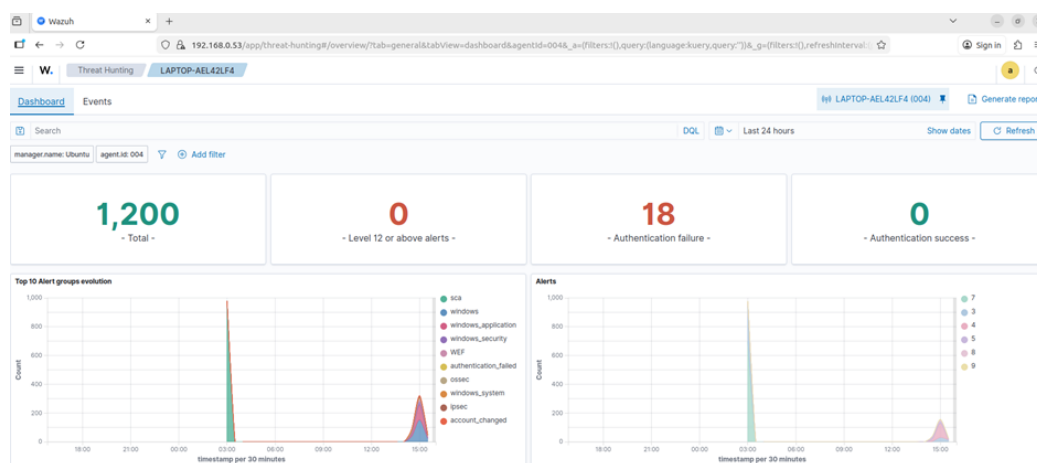 Wazuh
192.168.0.53/app/threat-hunting#/overview/?tab=general&tabView=dashboard&agentId=004&_a=(filters:!(),query:(language:kuery,query:''))&_g=(filters:!(),refreshInterval:
Sign in
W. Threat Hunting LAPTOP-AEL42LF4 a
Dashboard Events LAPTOP-AEL42LF4 (004) Generate repor
Search DQL Last 24 hours Show dates Refresh
manager.name: Ubuntu agent.id: 004 Add filter
1,200
- Total -
0
- Level 12 or above alerts -
18
- Authentication failure -
0
- Authentication success -
Top 10 Alert groups evolution
1,000
800
600
400
200
0
Count
18:00 21:00 00:00 03:00 06:00 09:00 12:00 15:00
timestamp per 30 minutes
sca
windows
windows_application
windows_security
WEF
authentication_failed
ossec
windows_system
ipsec
account_changed
Alerts
1,000
800
600
400
200
0
Count
18:00 21:00 00:00 03:00 06:00 09:00 12:00 15:00
timestamp per 30 minutes
7
3
4
5
8
9